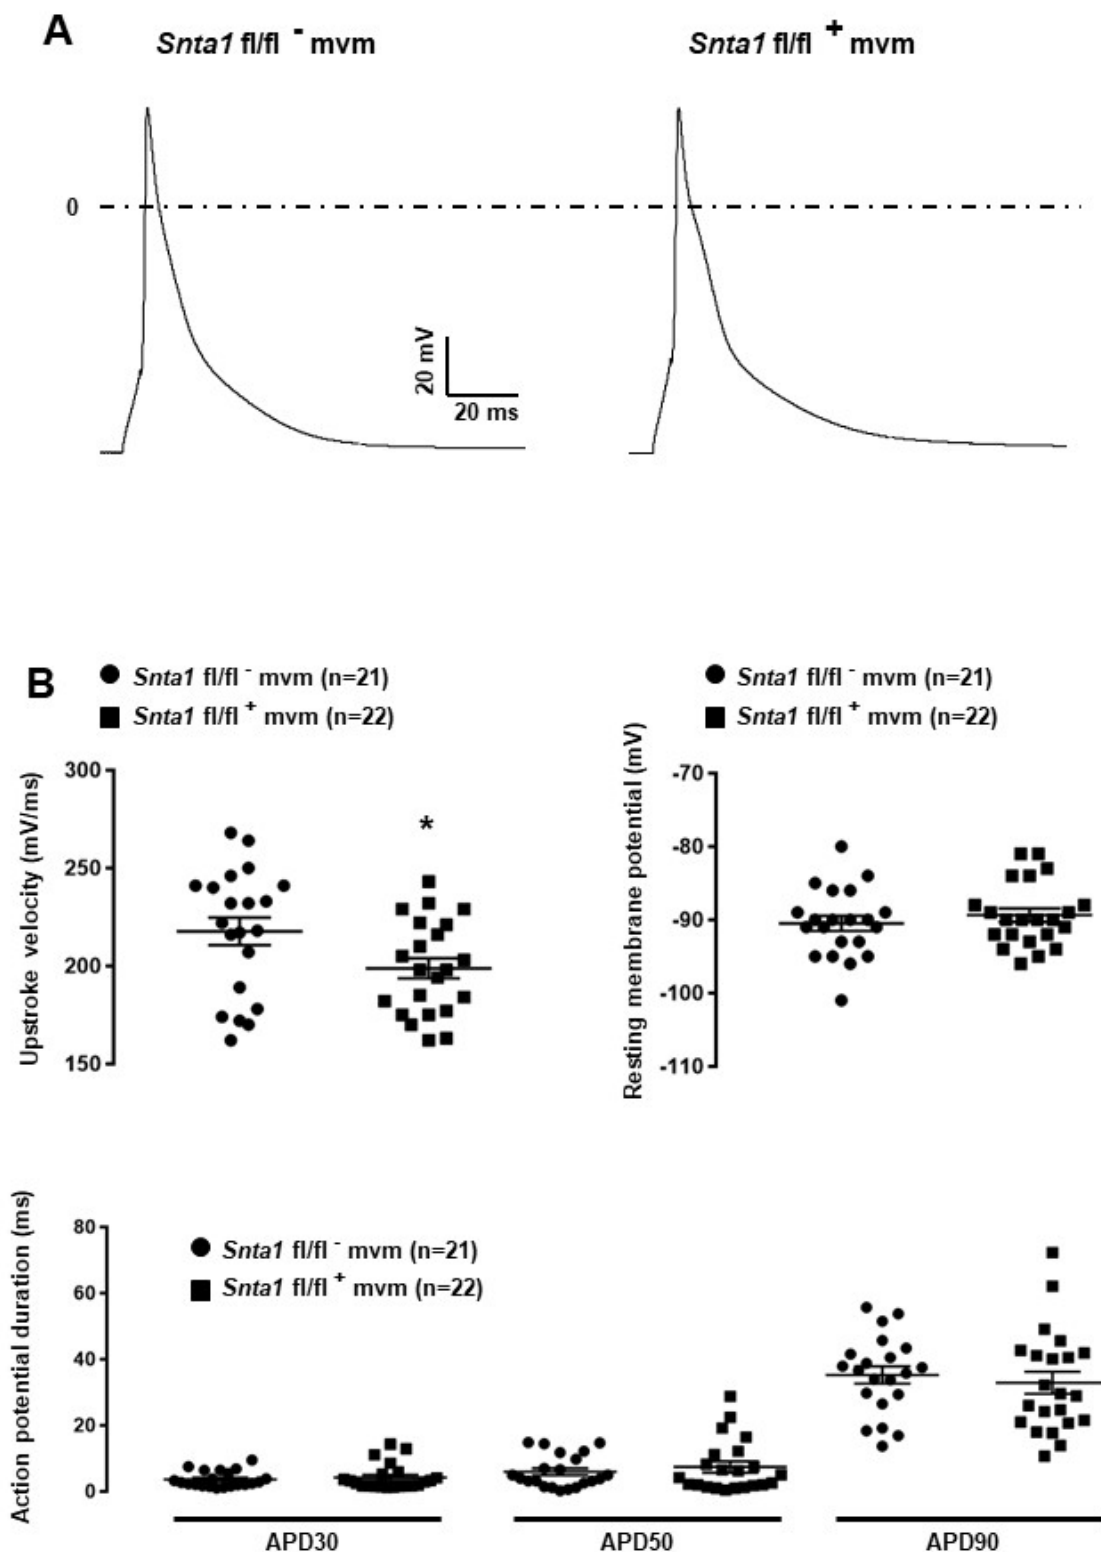 A
Snta1 fl/fl - mvm
Snta1 fl/fl + mvm
0
20 mV
20 ms
B
Snta1 fl/fl - mvm (n=21)
Snta1 fl/fl + mvm (n=22)
Upstroke velocity (mV/ms)
300
250
200
150
*
Snta1 fl/fl - mvm (n=21)
Snta1 fl/fl + mvm (n=22)
Resting membrane potential (mV)
-70
-80
-90
-100
-110
Action potential duration (ms)
80
60
40
20
0
Snta1 fl/fl - mvm (n=21)
Snta1 fl/fl + mvm (n=22)
APD30
APD50
APD90